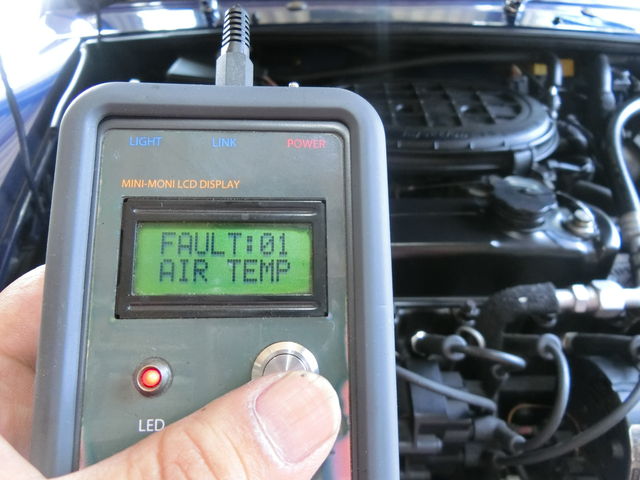 LIGHT LINK POWER
MINI-MONI LCD DISPLAY
FAULT:01
AIR TEMP
LED